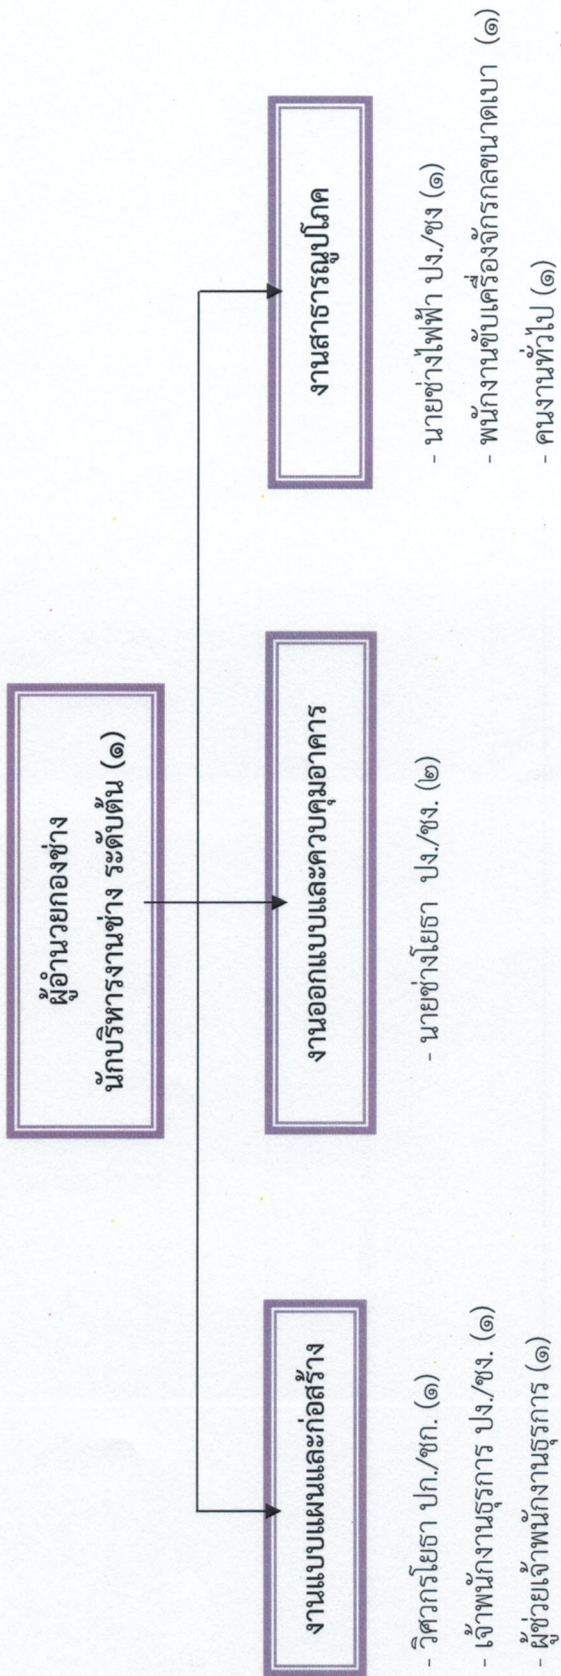 ผู้อำนวยกองช่าง
นักบริหารงานช่าง ระดับต้น (๑)
งานแบบแผนและก่อสร้าง
- วิศวกรโยธา ปก./ชก. (๑)
- เจ้าพนักงานธุรการ ปง./ชง. (๑)
- ผู้ช่วยเจ้าพนักงานธุรการ (๑)
งานออกแบบและควบคุมอาคาร
- นายช่างโยธา ปง./ชง. (๒)
งานสาธารณูปโภค
- นายช่างไฟฟ้า ปง./ชง (๑)
- พนักงานขับเครื่องจักรกลขนาดเบา (๑)
- คนงานทั่วไป (๑)